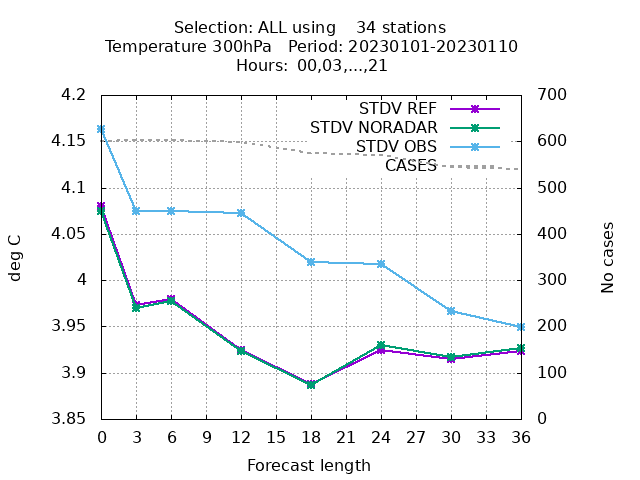 Selection: ALL using    34 stations
Temperature 300hPa   Period: 20230101-20230110
Hours:  00,03,...,21
STDV REF
STDV NORADAR
STDV OBS
CASES
4.2
4.15
4.1
4.05
4
3.95
3.9
3.85
700
600
500
400
300
200
100
0
deg C
No cases
0 3 6 9 12 15 18 21 24 27 30 33 36
Forecast length